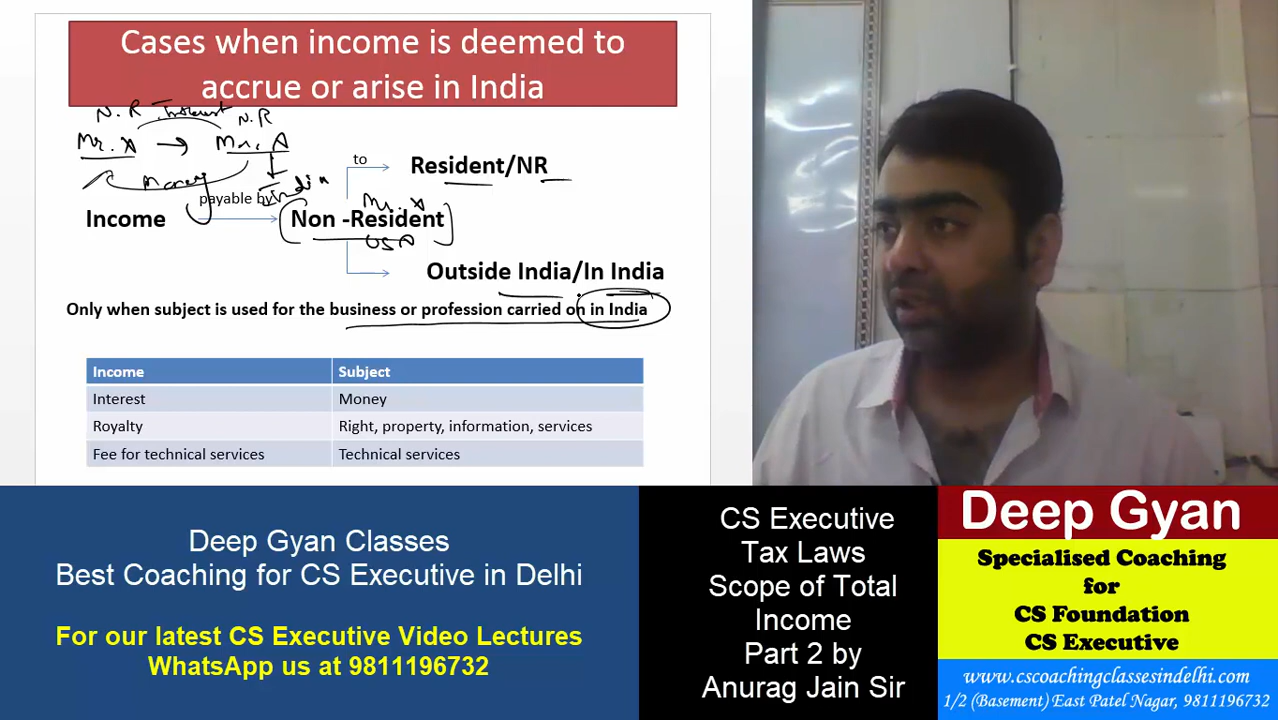 Cases when income is deemed to
accrue or arise in India
N.R Interest N.R
Mr. X → Mr. A
Money
India
to
Resident/NR
payable by
Mr. X
Income
Non -Resident
USA
Outside India/In India
Only when subject is used for the business or profession carried on in India
Income Subject
Interest Money
Royalty Right, property, information, services
Fee for technical services Technical services
Deep Gyan Classes
Best Coaching for CS Executive in Delhi
For our latest CS Executive Video Lectures
WhatsApp us at 9811196732
CS Executive
Tax Laws
Scope of Total
Income
Part 2 by
Anurag Jain Sir
Deep Gyan
Specialised Coaching
for
CS Foundation
CS Executive
www.cscoachingclassesindelhi.com
1/2 (Basement) East Patel Nagar, 9811196732